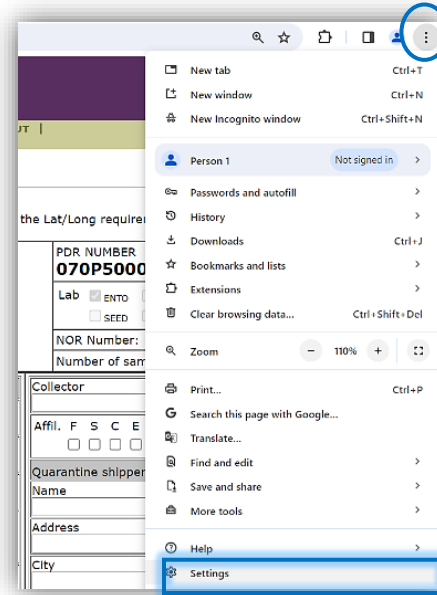 New tab Ctrl+T
New window Ctrl+N
New Incognito window Ctrl+Shift+N
Person 1 Not signed in
Passwords and autofill
History
Downloads Ctrl+J
Bookmarks and lists
Extensions
Clear browsing data... Ctrl+Shift+Del
Zoom − 110% +
Print... Ctrl+P
Search this page with Google...
Translate...
Find and edit
Save and share
More tools
Help
Settings
UT |
the Lat/Long
PDR NUMBER
070P5000
Lab ENTO
SEED
NOR Number:
Number of
Collector
Affil. F S C E
Quarantine shipper
Name
Address
City